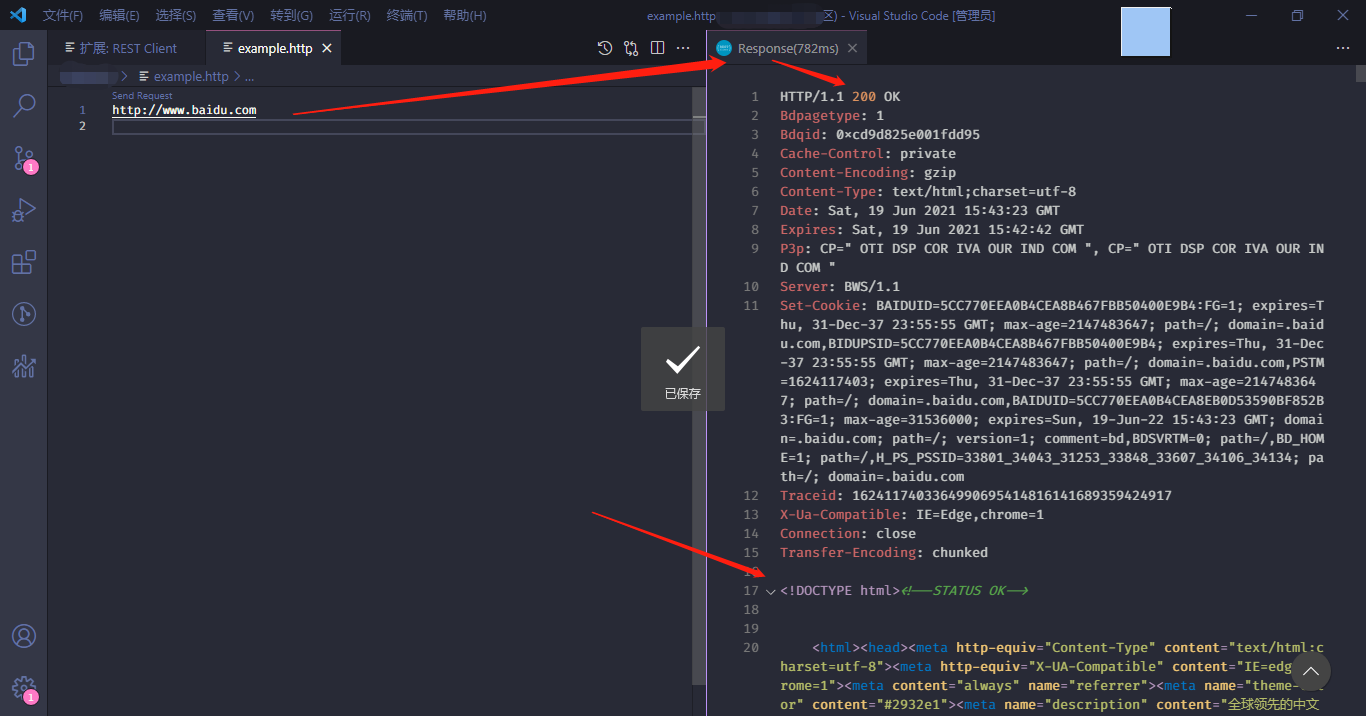 文件(F) 编辑(E) 选择(S) 查看(V) 转到(G) 运行(R) 终端(T) 帮助(H) example.http - Visual Studio Code [管理员]
扩展: REST Client example.http Response(782ms)
example.http > ...
Send Request
1 http://www.baidu.com
2
1 HTTP/1.1 200 OK
2 Bdpagetype: 1
3 Bdqid: 0×cd9d825e001fdd95
4 Cache-Control: private
5 Content-Encoding: gzip
6 Content-Type: text/html;charset=utf-8
7 Date: Sat, 19 Jun 2021 15:43:23 GMT
8 Expires: Sat, 19 Jun 2021 15:42:42 GMT
9 P3p: CP=" OTI DSP COR IVA OUR IND COM ", CP=" OTI DSP COR IVA OUR IN
D COM "
10 Server: BWS/1.1
11 Set-Cookie: BAIDUID=5CC770EEA0B4CEA8B467FBB50400E9B4:FG=1; expires=T
hu, 31-Dec-37 23:55:55 GMT; max-age=2147483647; path=/; domain=.baid
u.com,BIDUPSID=5CC770EEA0B4CEA8B467FBB50400E9B4; expires=Thu, 31-Dec
-37 23:55:55 GMT; max-age=2147483647; path=/; domain=.baidu.com,PSTM
=1624117403; expires=Thu, 31-Dec-37 23:55:55 GMT; max-age=214748364
7; path=/; domain=.baidu.com,BAIDUID=5CC770EEA0B4CEA8EB0D53590BF852B
3:FG=1; max-age=31536000; expires=Sun, 19-Jun-22 15:43:23 GMT; domai
n=.baidu.com; path=/; version=1; comment=bd,BDSVRTM=0; path=/,BD_HOM
E=1; path=/,H_PS_PSSID=33801_34043_31253_33848_33607_34106_34134; pa
th=/; domain=.baidu.com
12 Traceid: 1624117403364990695414816141689359424917
13 X-Ua-Compatible: IE=Edge,chrome=1
14 Connection: close
15 Transfer-Encoding: chunked
16
17 <!DOCTYPE html><!--STATUS OK-->
18
19
20 <html><head><meta http-equiv="Content-Type" content="text/html;c
harset=utf-8"><meta http-equiv="X-UA-Compatible" content="IE=edg
rome=1"><meta content="always" name="referrer"><meta name="theme-
or" content="#2932e1"><meta name="description" content="全球领先的中文
已保存
1
1